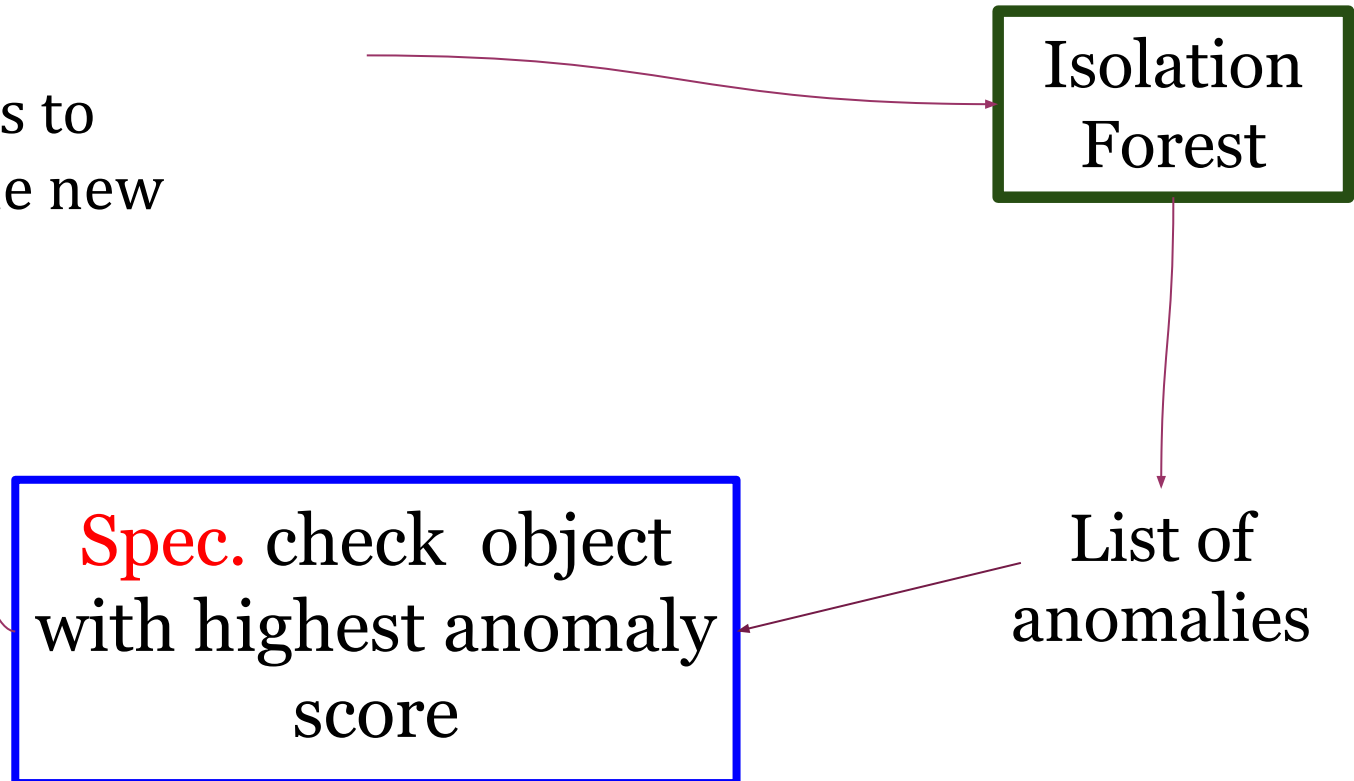 Isolation
Forest
s to
e new
List of
anomalies
Spec. check object
with highest anomaly
score